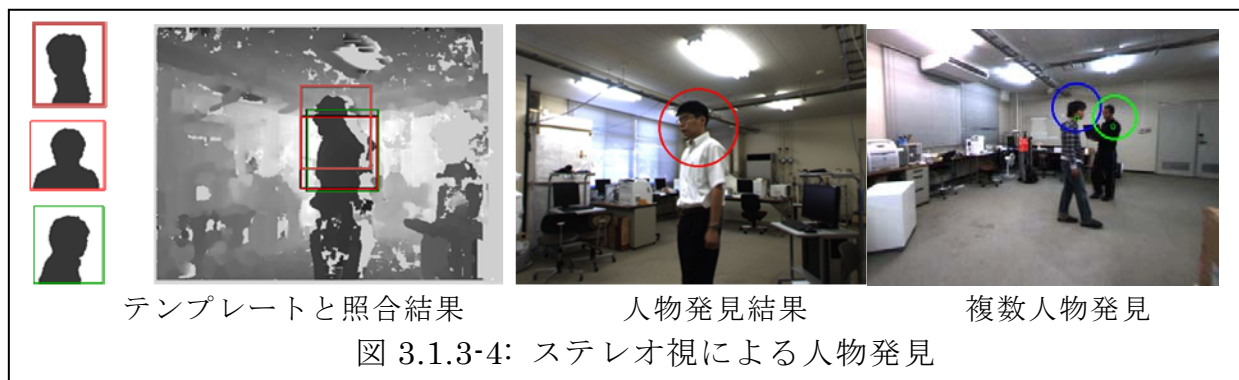 テンプレートと照合結果
人物発見結果
複数人物発見
図 3.1.3-4: ステレオ視による人物発見